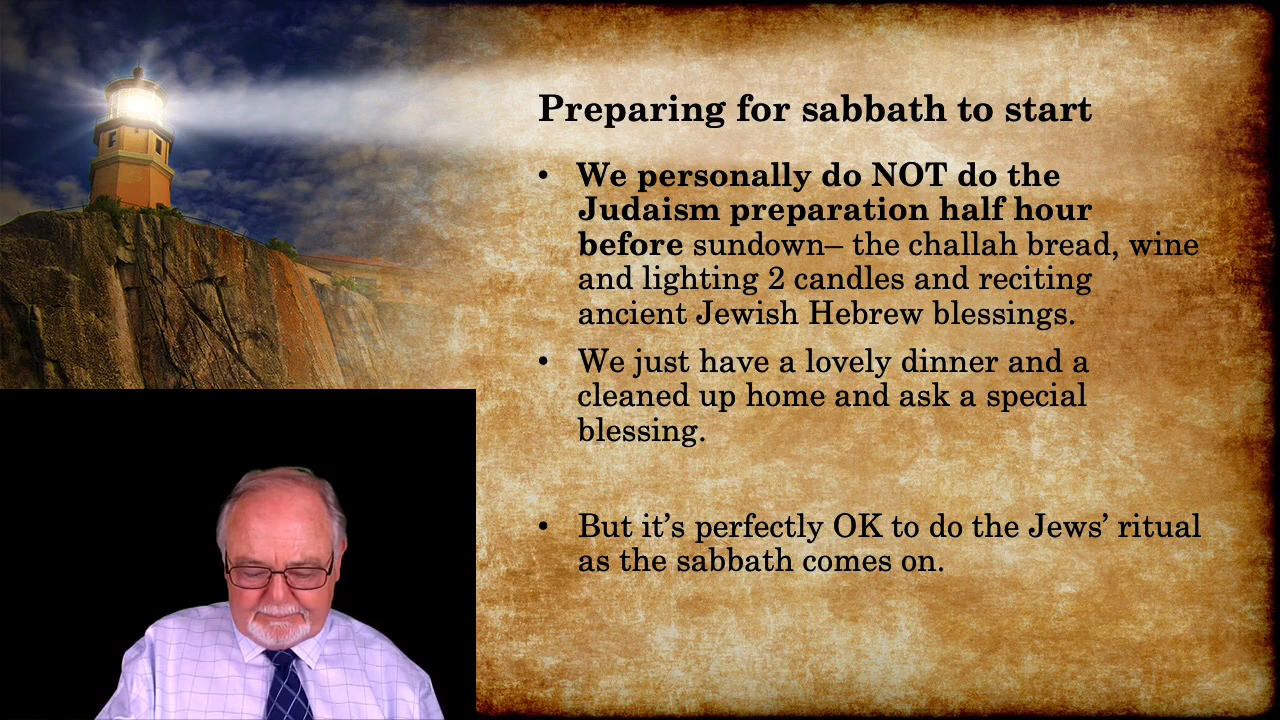 Preparing for sabbath to start
• We personally do NOT do the
Judaism preparation half hour
before sundown– the challah bread, wine
and lighting 2 candles and reciting
ancient Jewish Hebrew blessings.
• We just have a lovely dinner and a
cleaned up home and ask a special
blessing.
• But it’s perfectly OK to do the Jews’ ritual
as the sabbath comes on.